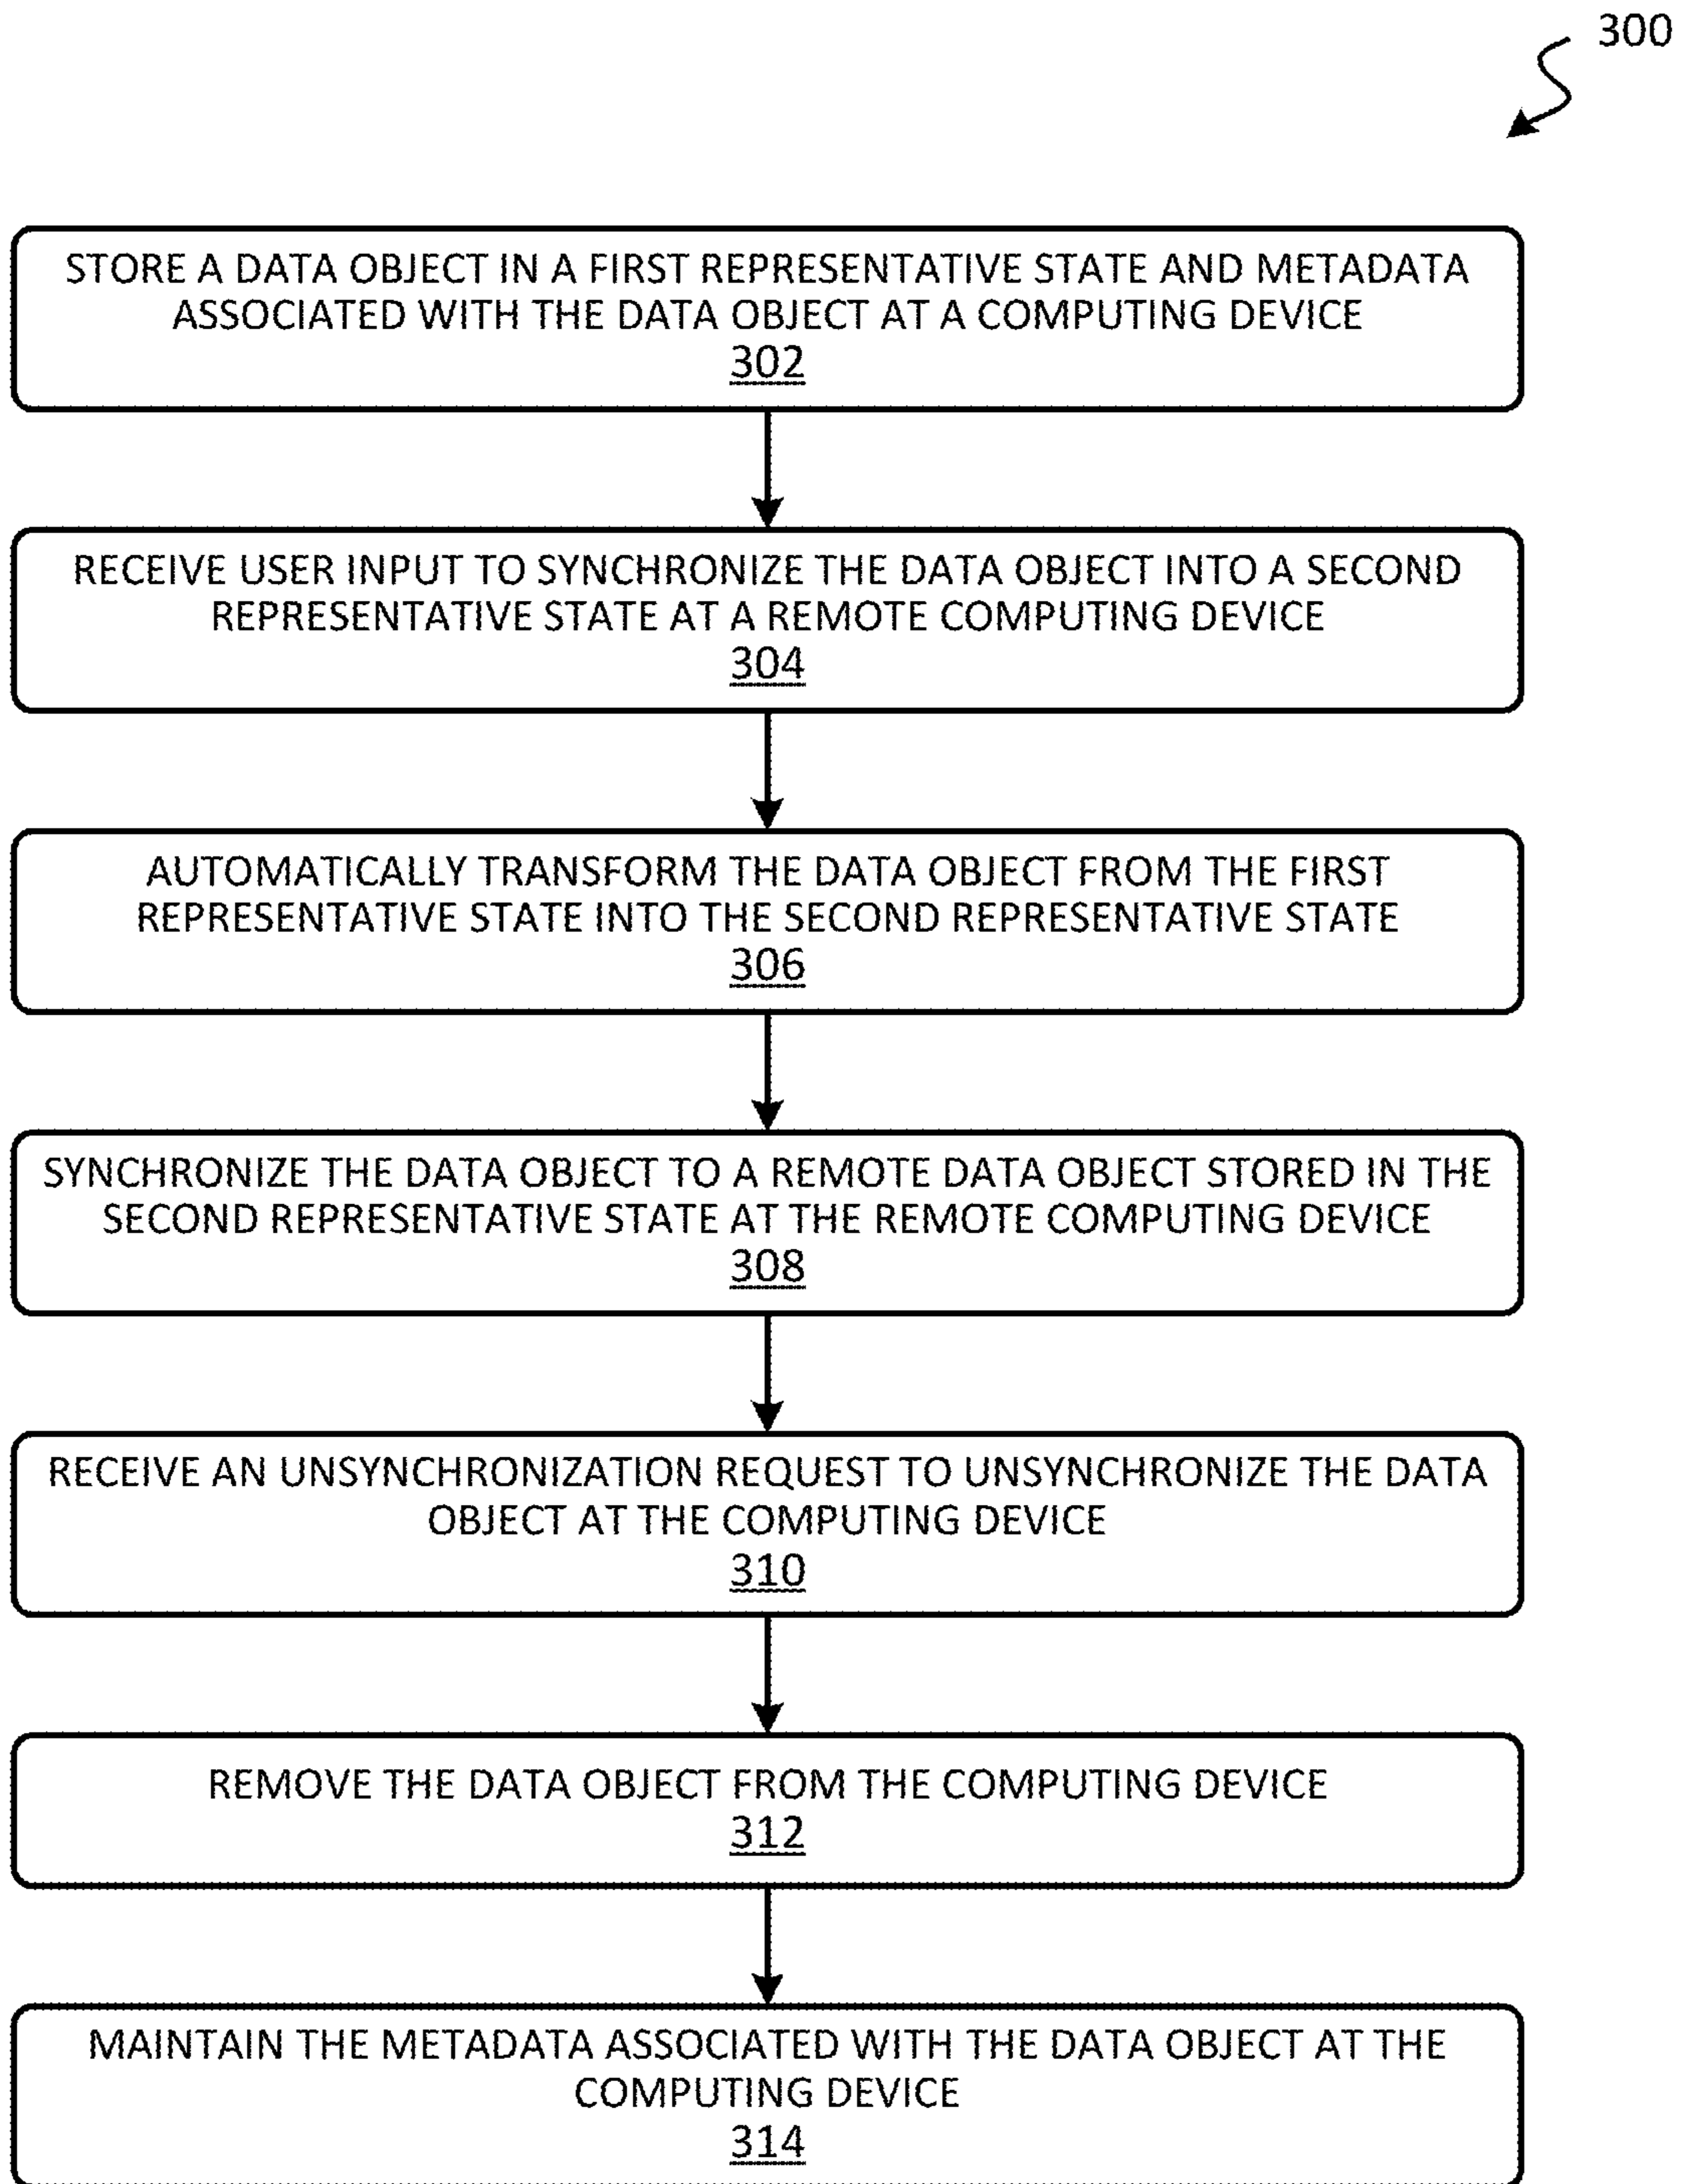 300
STORE A DATA OBJECT IN A FIRST REPRESENTATIVE STATE AND METADATA
ASSOCIATED WITH THE DATA OBJECT AT A COMPUTING DEVICE
302
RECEIVE USER INPUT TO SYNCHRONIZE THE DATA OBJECT INTO A SECOND
REPRESENTATIVE STATE AT A REMOTE COMPUTING DEVICE
304
AUTOMATICALLY TRANSFORM THE DATA OBJECT FROM THE FIRST
REPRESENTATIVE STATE INTO THE SECOND REPRESENTATIVE STATE
306
SYNCHRONIZE THE DATA OBJECT TO A REMOTE DATA OBJECT STORED IN THE
SECOND REPRESENTATIVE STATE AT THE REMOTE COMPUTING DEVICE
308
RECEIVE AN UNSYNCHRONIZATION REQUEST TO UNSYNCHRONIZE THE DATA
OBJECT AT THE COMPUTING DEVICE
310
REMOVE THE DATA OBJECT FROM THE COMPUTING DEVICE
312
MAINTAIN THE METADATA ASSOCIATED WITH THE DATA OBJECT AT THE
COMPUTING DEVICE
314